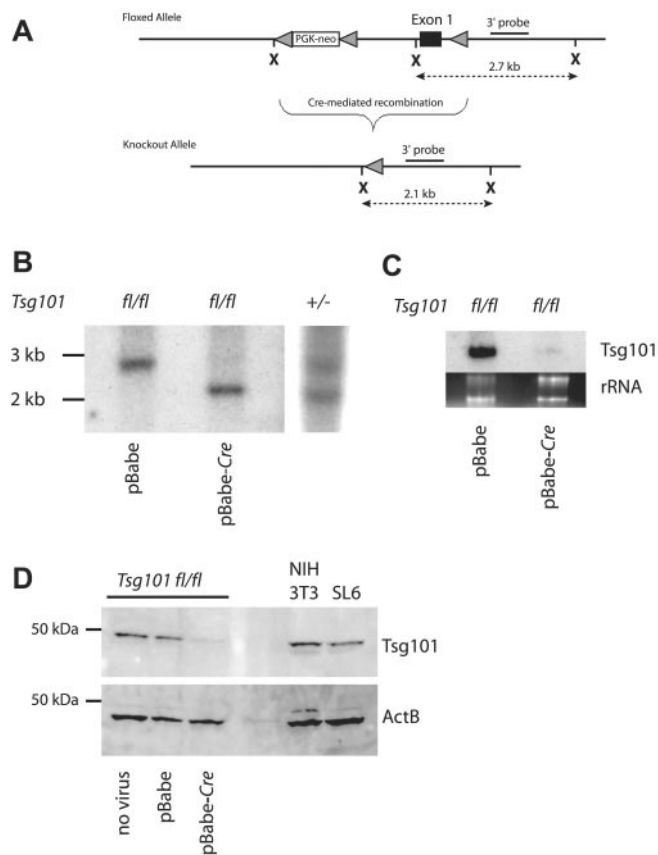 A
Floxed Allele
Exon 1
3' probe
PGK-neo
X X X
2.7 kb
Cre-mediated recombination
Knockout Allele
3' probe
X X
2.1 kb
B
Tsg101 fl/fl fl/fl +/-
3 kb
2 kb
pBabe
pBabe-Cre
C
Tsg101 fl/fl fl/fl
Tsg101
rRNA
pBabe
pBabe-Cre
D
Tsg101 fl/fl
NIH
3T3 SL6
50 kDa
Tsg101
50 kDa
ActB
no virus
pBabe
pBabe-Cre